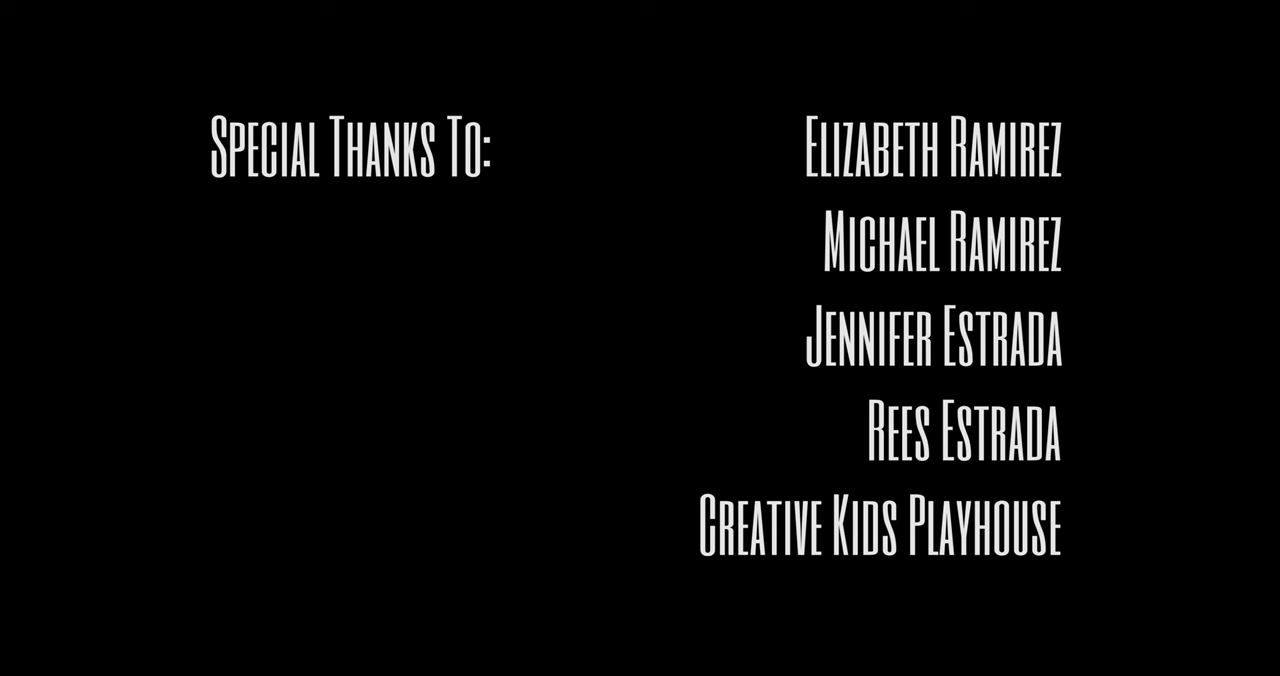 Special Thanks To:
Elizabeth Ramirez
Michael Ramirez
Jennifer Estrada
Rees Estrada
Creative Kids Playhouse